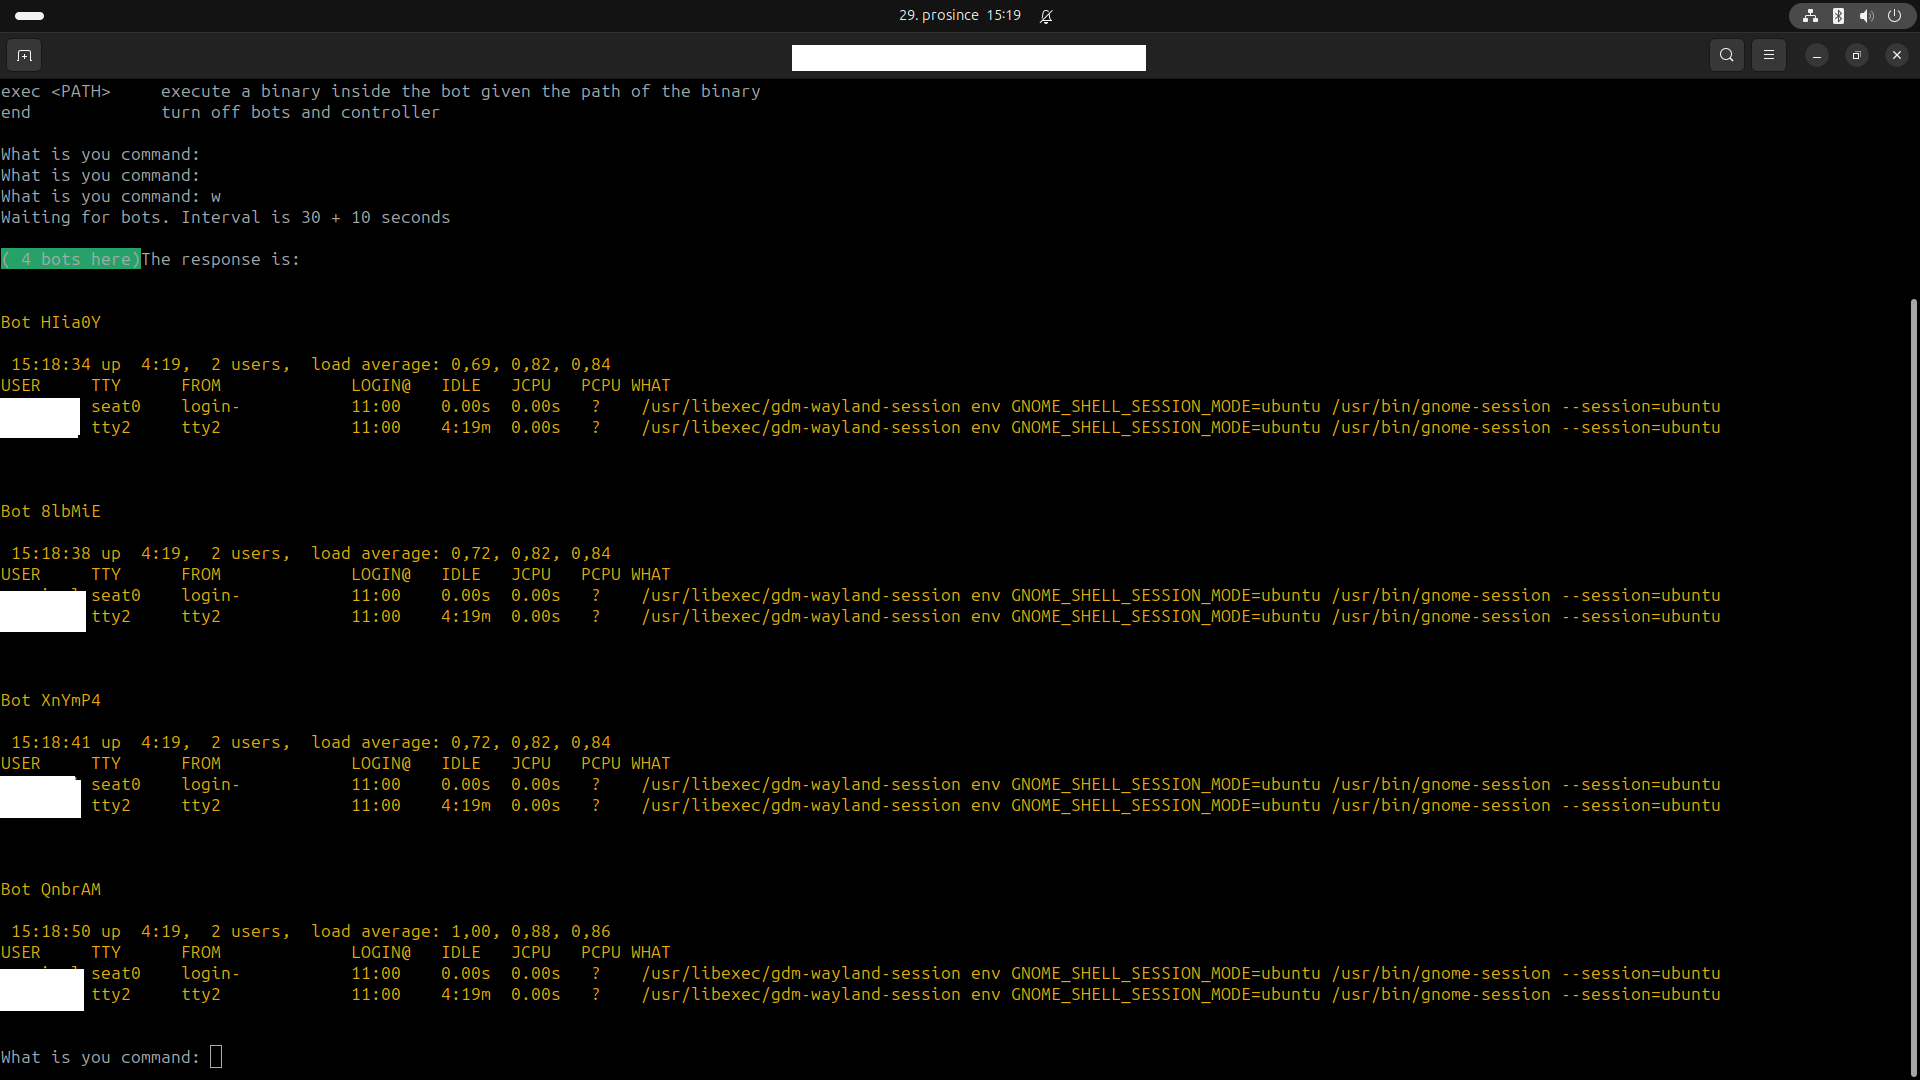 29. prosince 15:19
exec <PATH>     execute a binary inside the bot given the path of the binary
end             turn off bots and controller
What is you command:
What is you command:
What is you command: w
Waiting for bots. Interval is 30 + 10 seconds
( 4 bots here)The response is:
Bot HIia0Y
15:18:34 up  4:19,  2 users,  load average: 0,69, 0,82, 0,84
USER     TTY      FROM             LOGIN@   IDLE   JCPU   PCPU WHAT
seat0    login-           11:00    0.00s  0.00s   ?    /usr/libexec/gdm-wayland-session env GNOME_SHELL_SESSION_MODE=ubuntu /usr/bin/gnome-session --session=ubuntu
tty2     tty2             11:00    4:19m  0.00s   ?    /usr/libexec/gdm-wayland-session env GNOME_SHELL_SESSION_MODE=ubuntu /usr/bin/gnome-session --session=ubuntu
Bot 8lbMiE
15:18:38 up  4:19,  2 users,  load average: 0,72, 0,82, 0,84
USER     TTY      FROM             LOGIN@   IDLE   JCPU   PCPU WHAT
seat0    login-           11:00    0.00s  0.00s   ?    /usr/libexec/gdm-wayland-session env GNOME_SHELL_SESSION_MODE=ubuntu /usr/bin/gnome-session --session=ubuntu
tty2     tty2             11:00    4:19m  0.00s   ?    /usr/libexec/gdm-wayland-session env GNOME_SHELL_SESSION_MODE=ubuntu /usr/bin/gnome-session --session=ubuntu
Bot XnYmP4
15:18:41 up  4:19,  2 users,  load average: 0,72, 0,82, 0,84
USER     TTY      FROM             LOGIN@   IDLE   JCPU   PCPU WHAT
seat0    login-           11:00    0.00s  0.00s   ?    /usr/libexec/gdm-wayland-session env GNOME_SHELL_SESSION_MODE=ubuntu /usr/bin/gnome-session --session=ubuntu
tty2     tty2             11:00    4:19m  0.00s   ?    /usr/libexec/gdm-wayland-session env GNOME_SHELL_SESSION_MODE=ubuntu /usr/bin/gnome-session --session=ubuntu
Bot QnbrAM
15:18:50 up  4:19,  2 users,  load average: 1,00, 0,88, 0,86
USER     TTY      FROM             LOGIN@   IDLE   JCPU   PCPU WHAT
seat0    login-           11:00    0.00s  0.00s   ?    /usr/libexec/gdm-wayland-session env GNOME_SHELL_SESSION_MODE=ubuntu /usr/bin/gnome-session --session=ubuntu
tty2     tty2             11:00    4:19m  0.00s   ?    /usr/libexec/gdm-wayland-session env GNOME_SHELL_SESSION_MODE=ubuntu /usr/bin/gnome-session --session=ubuntu
What is you command: